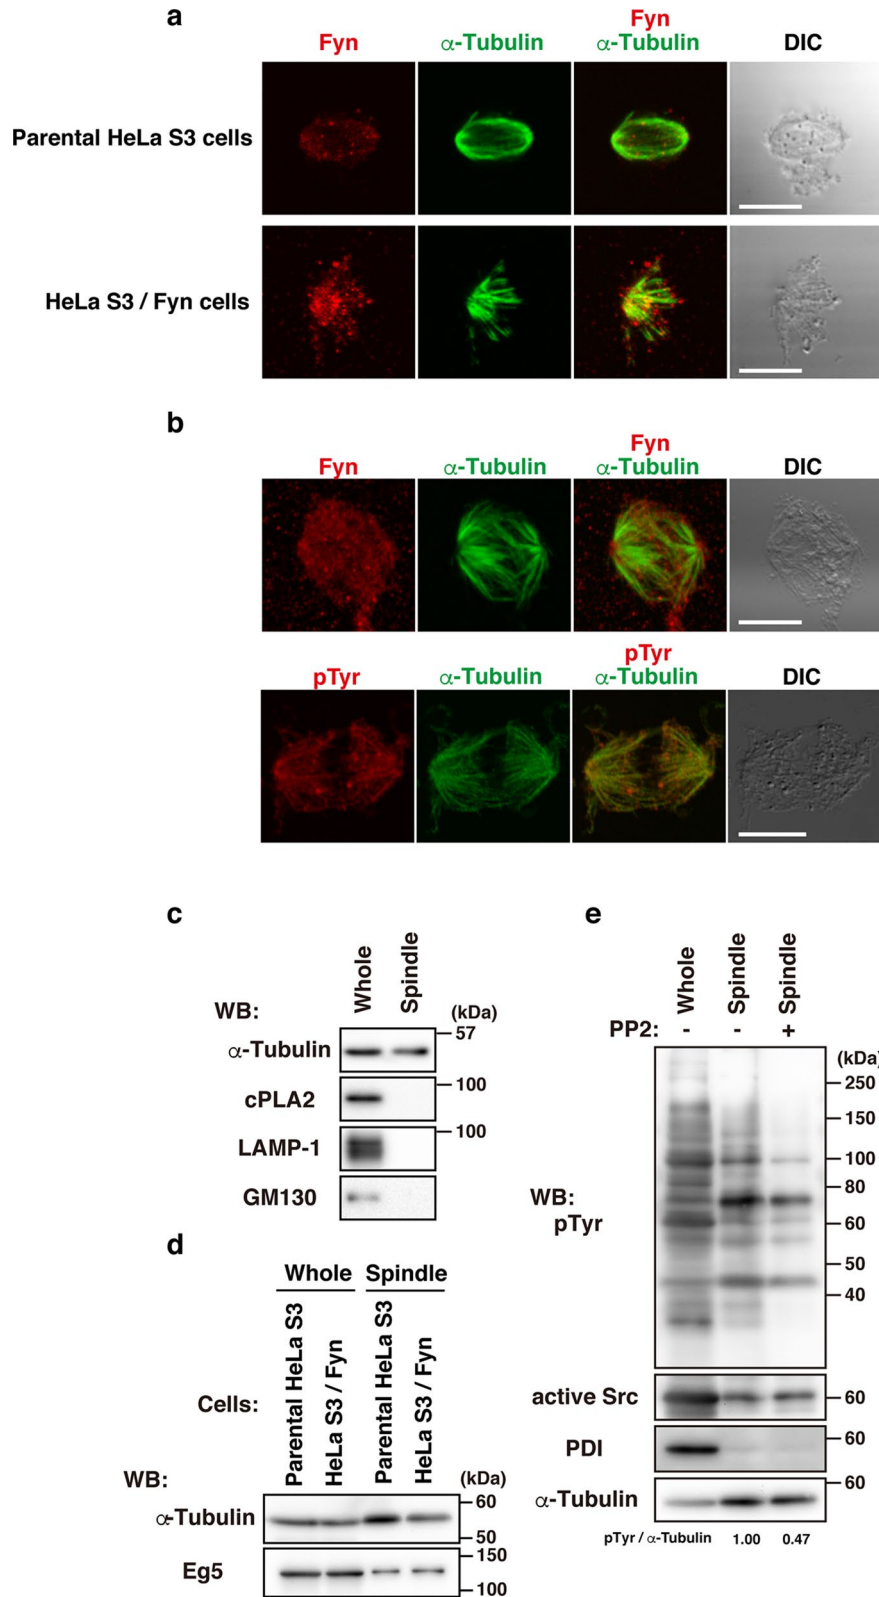 a
Fyn
α-Tubulin
Fyn
α-Tubulin
DIC
Parental HeLa S3 cells
HeLa S3 / Fyn cells
b
Fyn
α-Tubulin
Fyn
α-Tubulin
DIC
pTyr
α-Tubulin
pTyr
α-Tubulin
DIC
c
Whole
Spindle
WB:
(kDa)
α-Tubulin
57
cPLA2
100
LAMP-1
100
GM130
d
Whole
Spindle
Cells:
Parental HeLa S3
HeLa S3 / Fyn
Parental HeLa S3
HeLa S3 / Fyn
WB:
(kDa)
α-Tubulin
60
50
Eg5
150
100
e
Whole
Spindle
Spindle
PP2:
-
-
+
(kDa)
250
150
100
80
60
50
40
WB:
pTyr
active Src
60
PDI
60
α-Tubulin
60
pTyr / α-Tubulin
1.00
0.47